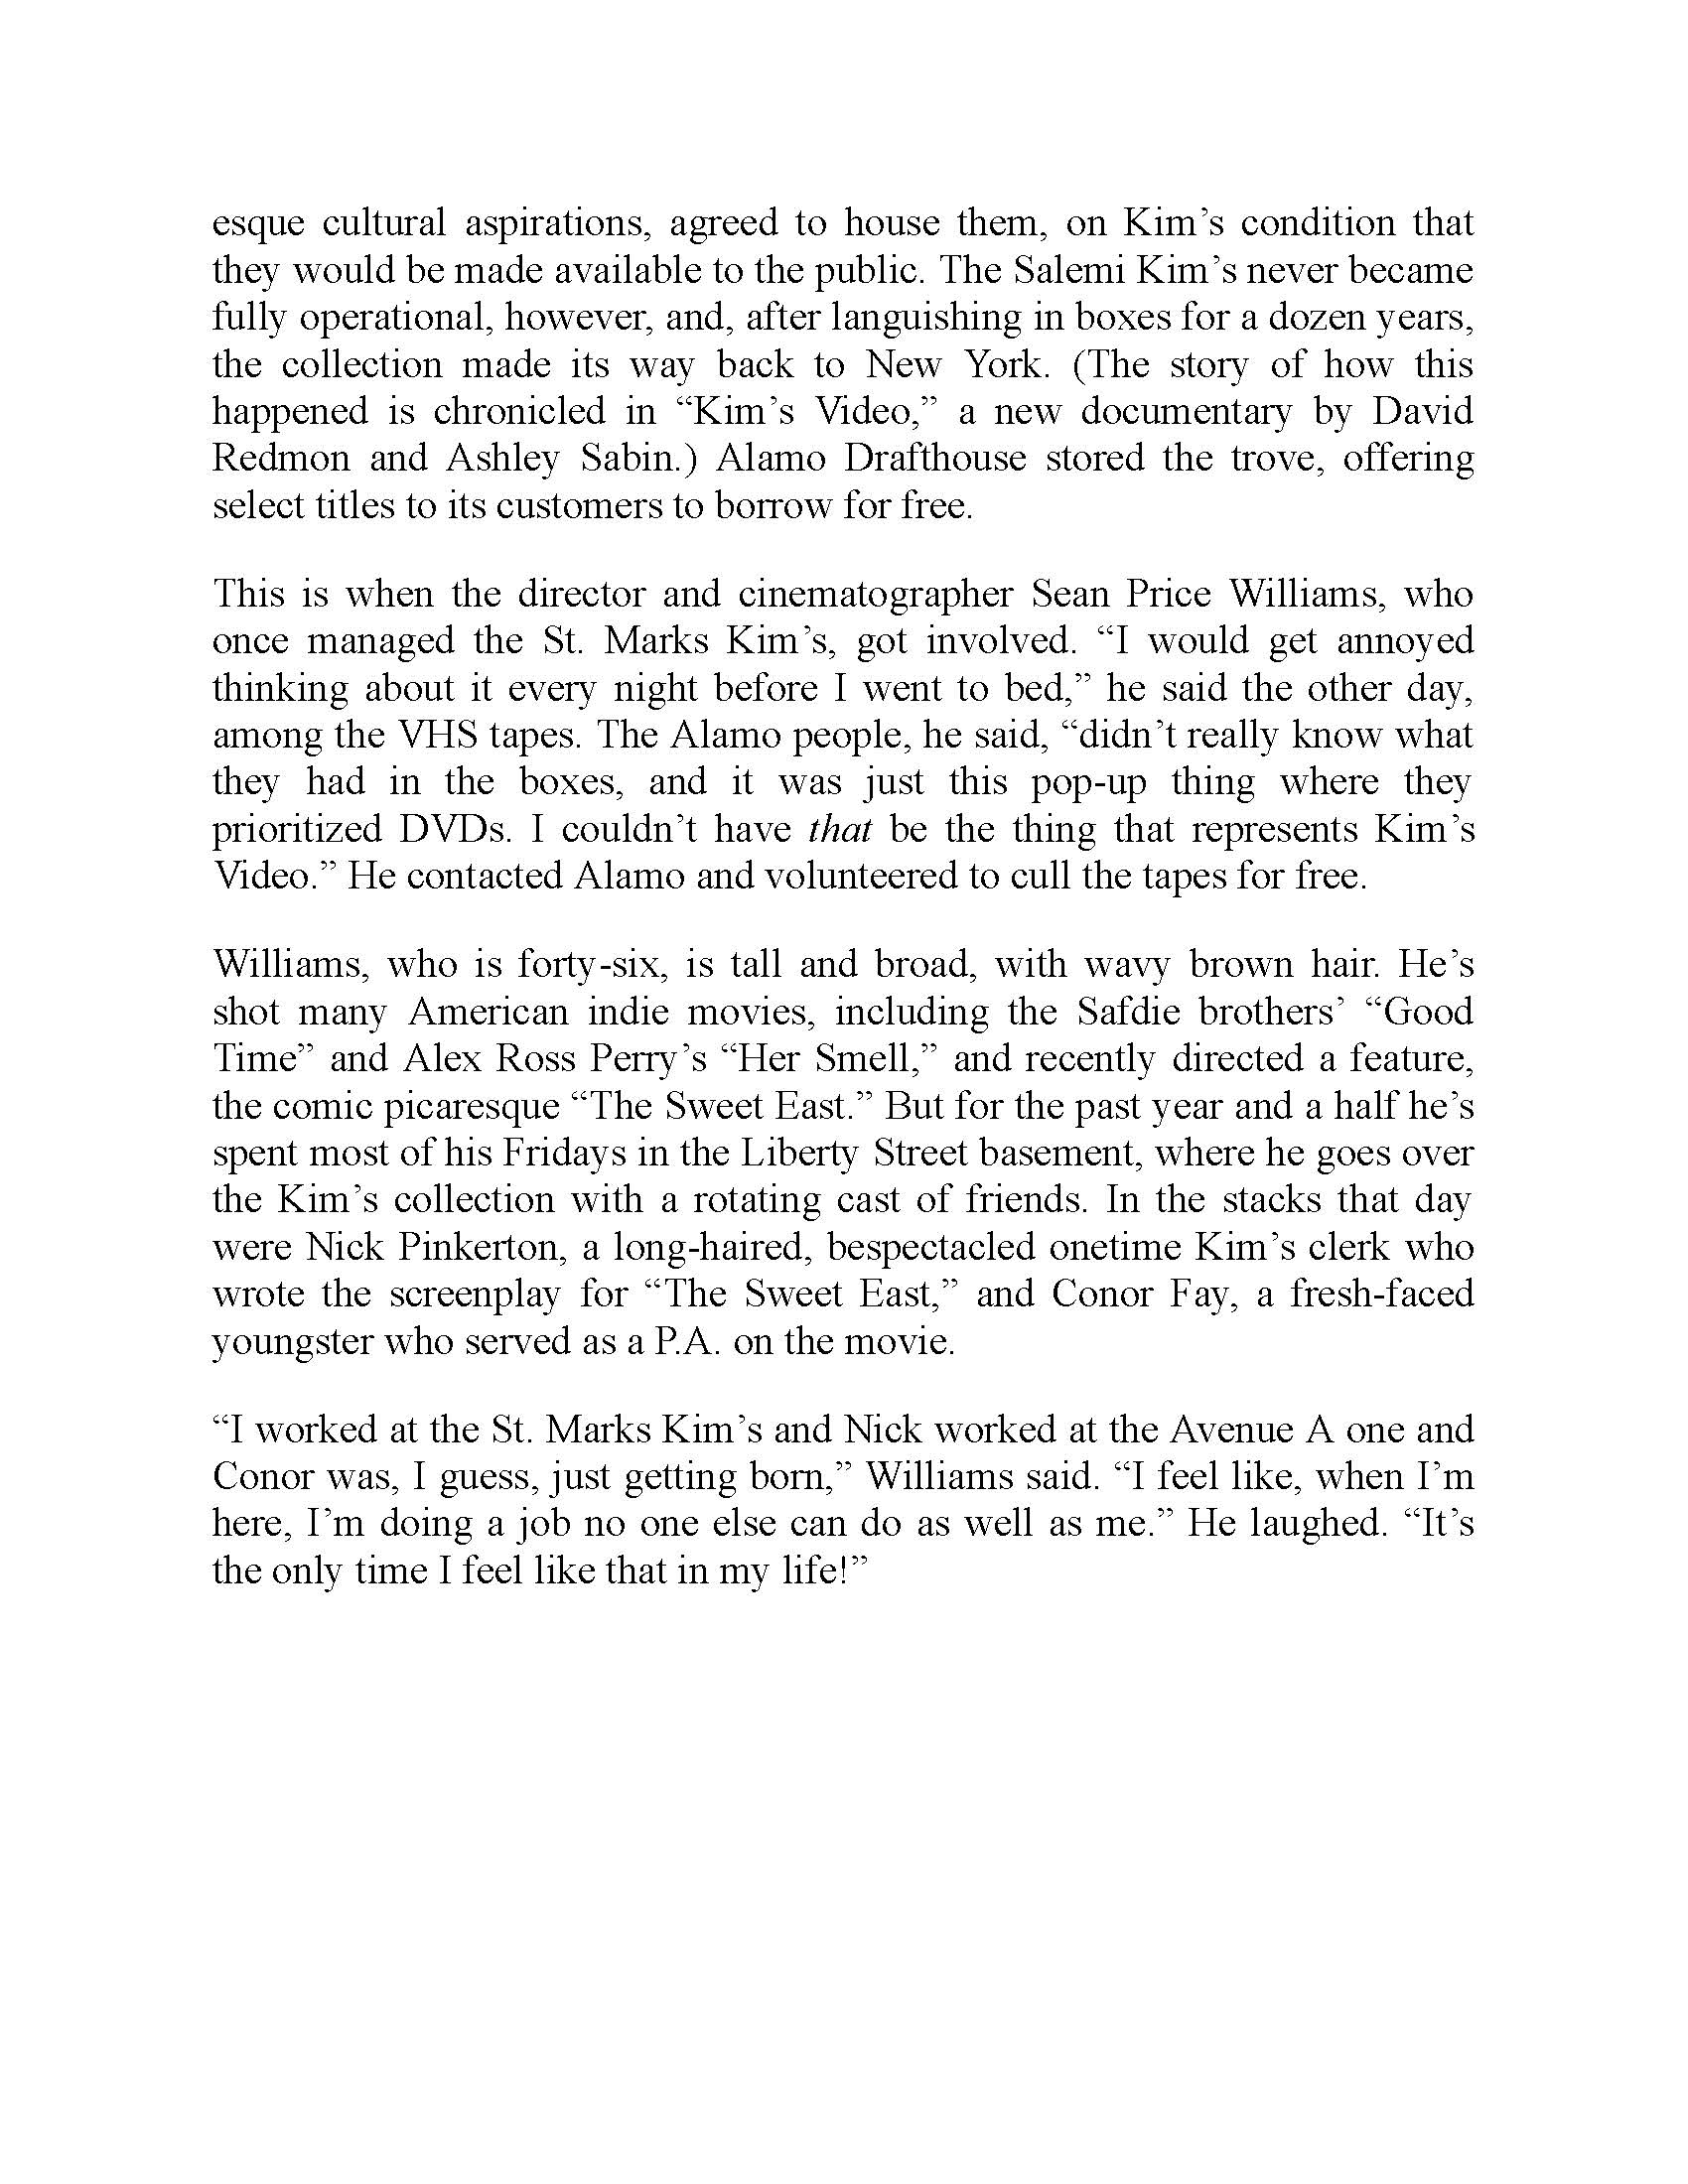 esque cultural aspirations, agreed to house them, on Kim’s condition that
they would be made available to the public. The Salemi Kim’s never became
fully operational, however, and, after languishing in boxes for a dozen years,
the collection made its way back to New York. (The story of how this
happened is chronicled in “Kim’s Video,” a new documentary by David
Redmon and Ashley Sabin.) Alamo Drafthouse stored the trove, offering
select titles to its customers to borrow for free.
This is when the director and cinematographer Sean Price Williams, who
once managed the St. Marks Kim’s, got involved. “I would get annoyed
thinking about it every night before I went to bed,” he said the other day,
among the VHS tapes. The Alamo people, he said, “didn’t really know what
they had in the boxes, and it was just this pop-up thing where they
prioritized DVDs. I couldn’t have that be the thing that represents Kim’s
Video.” He contacted Alamo and volunteered to cull the tapes for free.
Williams, who is forty-six, is tall and broad, with wavy brown hair. He’s
shot many American indie movies, including the Safdie brothers’ “Good
Time” and Alex Ross Perry’s “Her Smell,” and recently directed a feature,
the comic picaresque “The Sweet East.” But for the past year and a half he’s
spent most of his Fridays in the Liberty Street basement, where he goes over
the Kim’s collection with a rotating cast of friends. In the stacks that day
were Nick Pinkerton, a long-haired, bespectacled onetime Kim’s clerk who
wrote the screenplay for “The Sweet East,” and Conor Fay, a fresh-faced
youngster who served as a P.A. on the movie.
“I worked at the St. Marks Kim’s and Nick worked at the Avenue A one and
Conor was, I guess, just getting born,” Williams said. “I feel like, when I’m
here, I’m doing a job no one else can do as well as me.” He laughed. “It’s
the only time I feel like that in my life!”